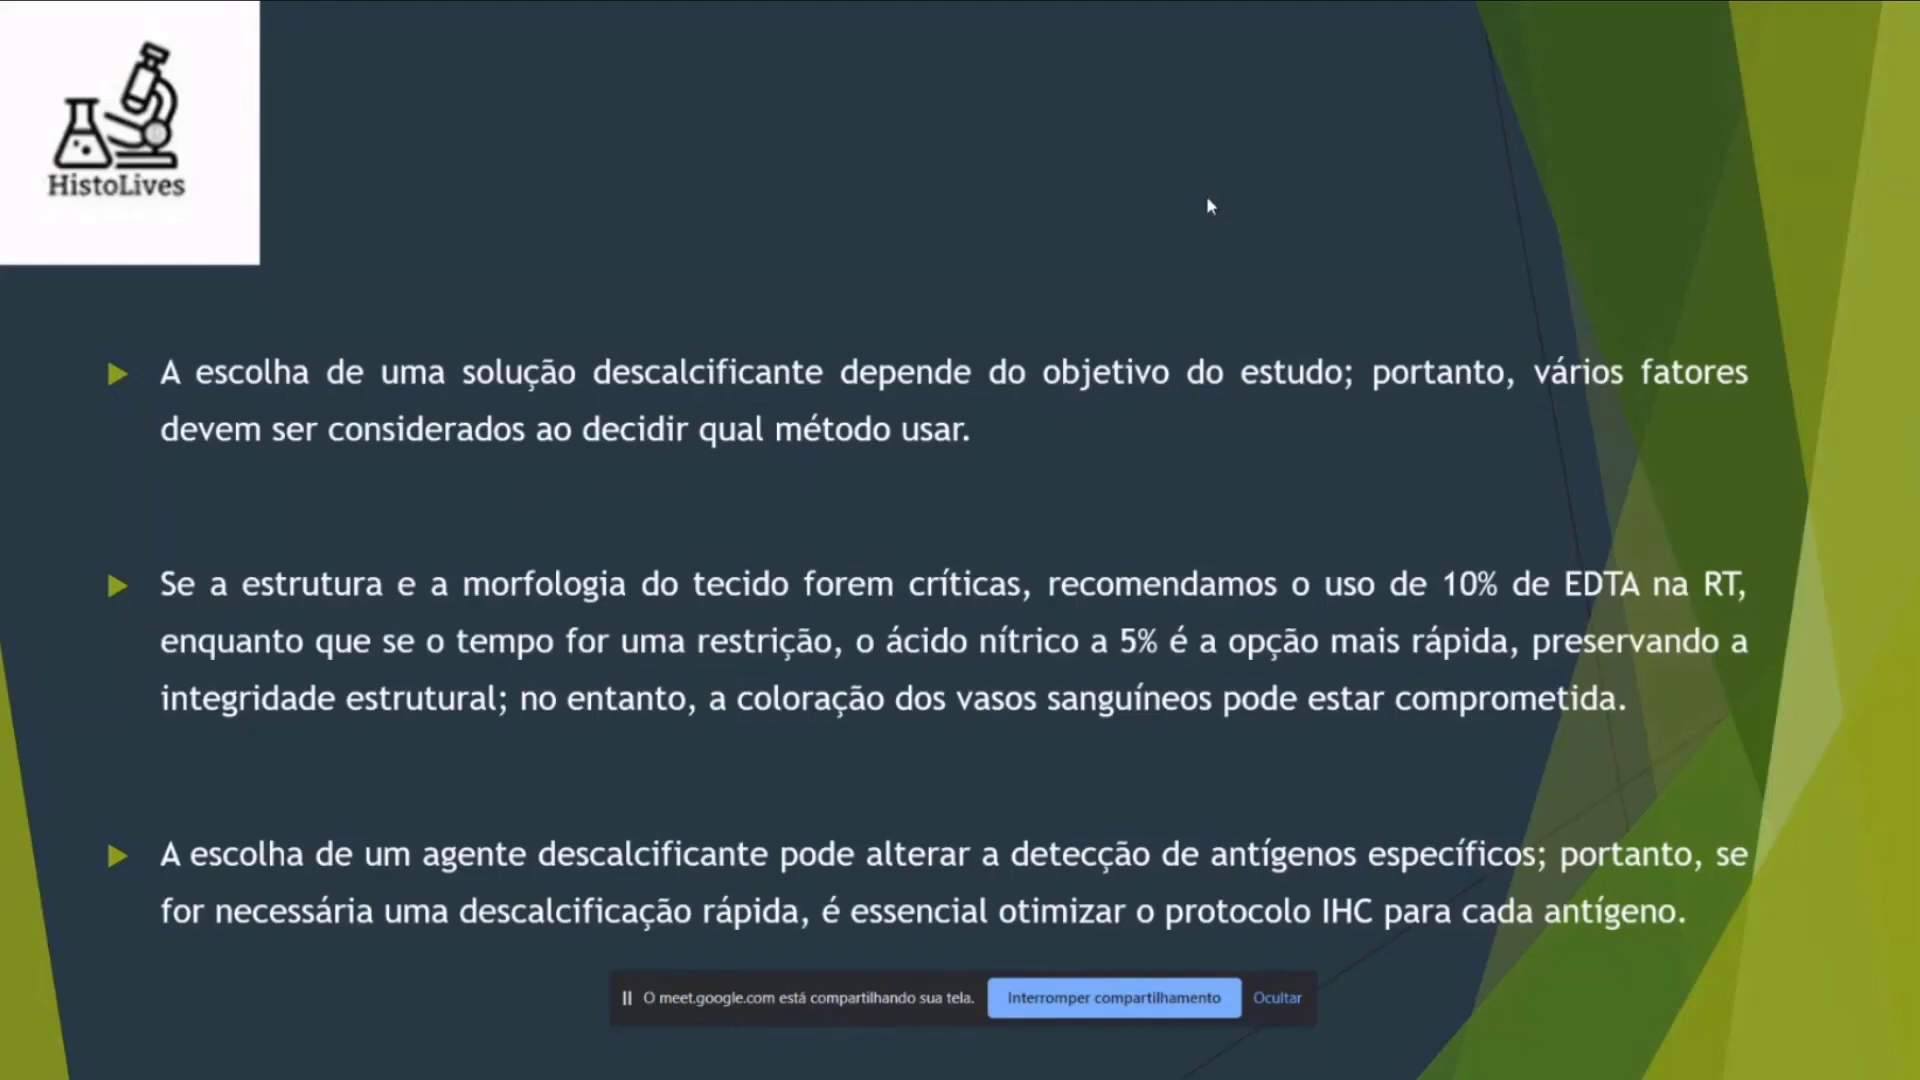 HistoLives
A escolha de uma solução descalcificante depende do objetivo do estudo; portanto, vários fatores
devem ser considerados ao decidir qual método usar.
Se a estrutura e a morfologia do tecido forem críticas, recomendamos o uso de 10% de EDTA na RT,
enquanto que se o tempo for uma restrição, o ácido nítrico a 5% é a opção mais rápida, preservando a
integridade estrutural; no entanto, a coloração dos vasos sanguíneos pode estar comprometida.
A escolha de um agente descalcificante pode alterar a detecção de antígenos específicos; portanto, se
for necessária uma descalcificação rápida, é essencial otimizar o protocolo IHC para cada antígeno.
O meet.google.com está compartilhando sua tela. Interromper compartilhamento Ocultar